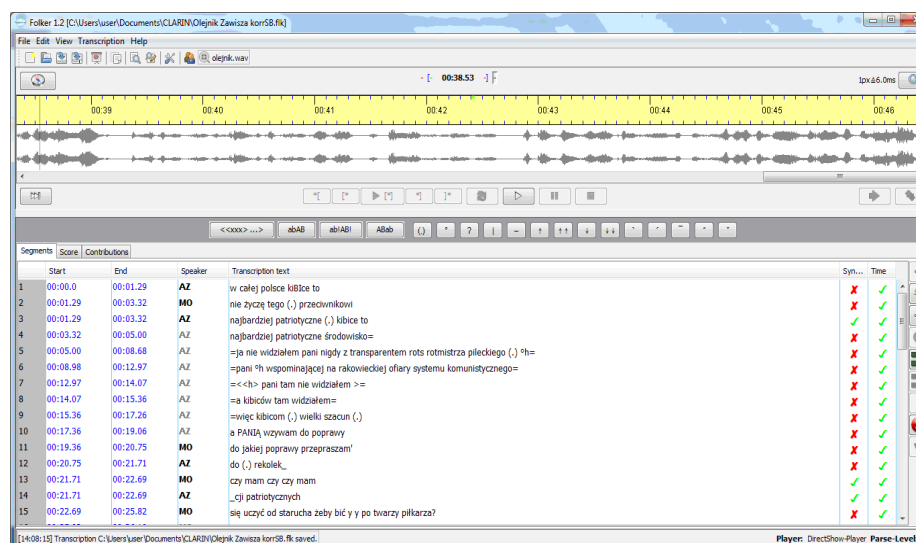 Folker 1.2 [C:\Users\user\Documents\CLARIN\Olejnik Zawisza korrSB.flk]
File Edit View Transcription Help
olejnik.wav
- [- 00:38.53 -]
1px≙6.0ms
00:39 00:40 00:41 00:42 00:43 00:44 00:45 00:46
<<xxx> ...> abAB ab!AB! ABab (.) ° ? | – ↑ ↑↑ ↓ ↓↓ ` ´ ¯ ˆ ˇ
Segments Score Contributions
Start End Speaker Transcription text Syn... Time
1 00:00.0 00:01.29 AZ w całej polsce kiBIce to ✗ ✓
2 00:01.29 00:03.32 MO nie życzę tego (.) przeciwnikowi ✗ ✓
3 00:01.29 00:03.32 AZ najbardziej patriotyczne (.) kibice to ✓ ✓
4 00:03.32 00:05.00 AZ najbardziej patriotyczne środowisko= ✗ ✓
5 00:05.00 00:08.68 AZ =ja nie widziałem pani nigdy z transparentem rots rotmistrza pileckiego (.) °h= ✗ ✓
6 00:08.98 00:12.97 AZ =pani °h wspominającej na rakowieckiej ofiary systemu komunistycznego= ✗ ✓
7 00:12.97 00:14.07 AZ =<<h> pani tam nie widziałem >= ✗ ✓
8 00:14.07 00:15.36 AZ =a kibiców tam widziałem= ✗ ✓
9 00:15.36 00:17.26 AZ =więc kibicom (.) wielki szacun (.) ✗ ✓
10 00:17.36 00:19.06 AZ a PANIĄ wzywam do poprawy ✗ ✓
11 00:19.36 00:20.75 MO do jakiej poprawy przepraszam' ✗ ✓
12 00:20.75 00:21.71 AZ do (.) rekolek_ ✗ ✓
13 00:21.71 00:22.69 MO czy mam czy czy mam ✓ ✓
14 00:21.71 00:22.69 AZ _cji patriotycznych ✓ ✓
15 00:22.69 00:25.82 MO się uczyć od starucha żeby bić y y po twarzy piłkarza? ✗ ✓
[14:08:15] Transcription C:\Users\user\Documents\CLARIN\Olejnik Zawisza korrSB.flk saved.
Player: DirectShow-Player Parse-Level